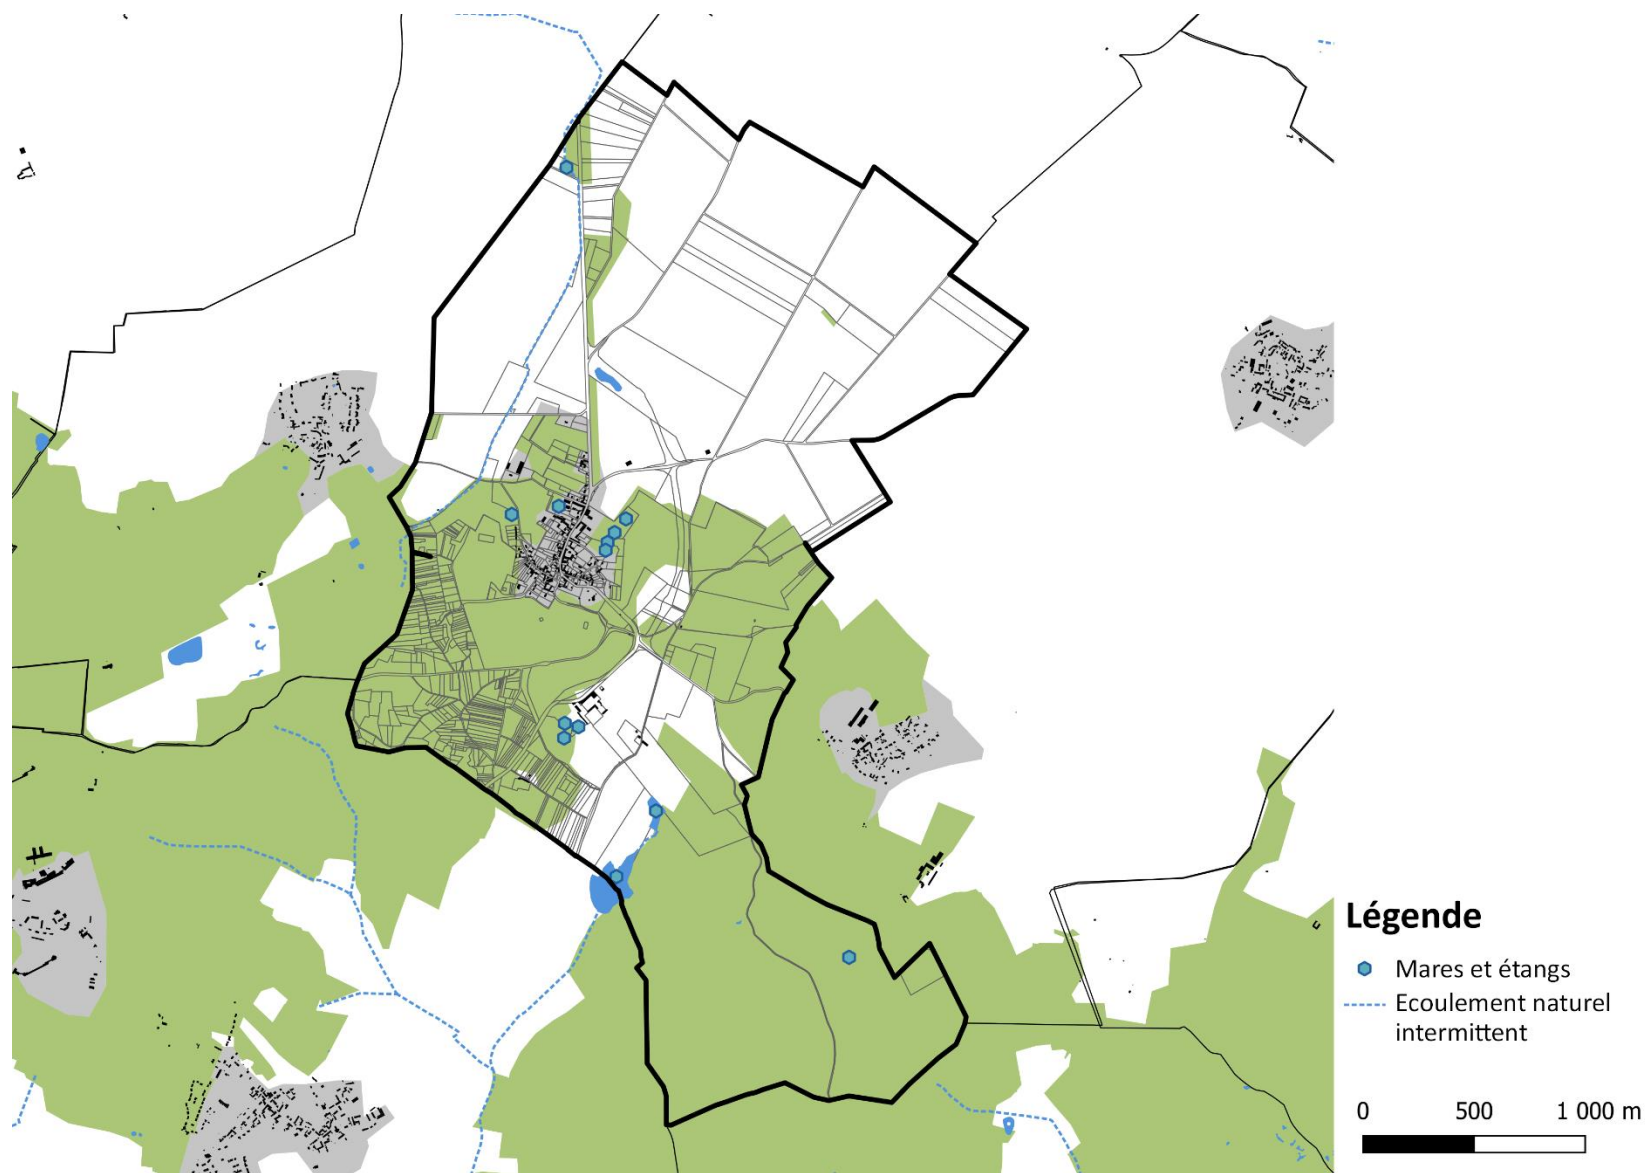 Légende
Mares et étangs
Ecoulement naturel
intermittent
0 500 1 000 m